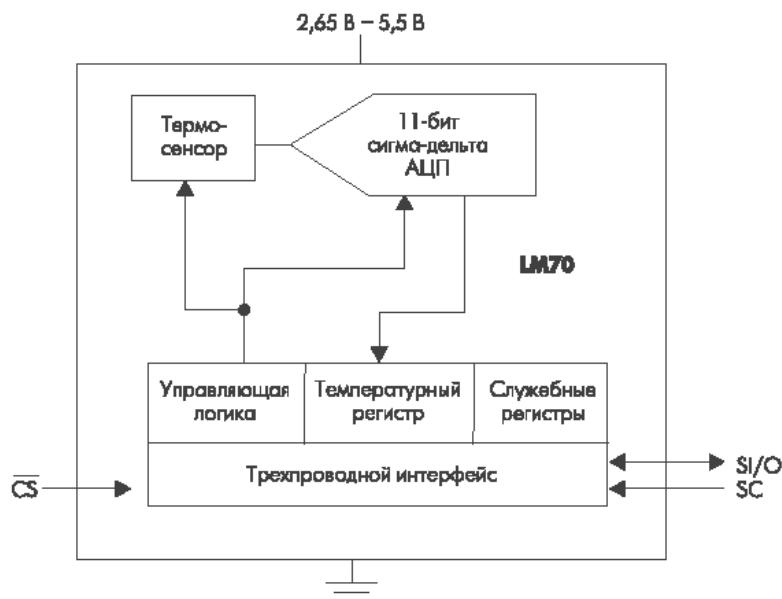 2,65 В – 5,5 В
Термо-
сенсор
11-бит
сигма-дельта
АЦП
LM70
Управляющая
логика
Температурный
регистр
Служебные
регистры
Трехпроводной интерфейс
CS
SI/O
SC